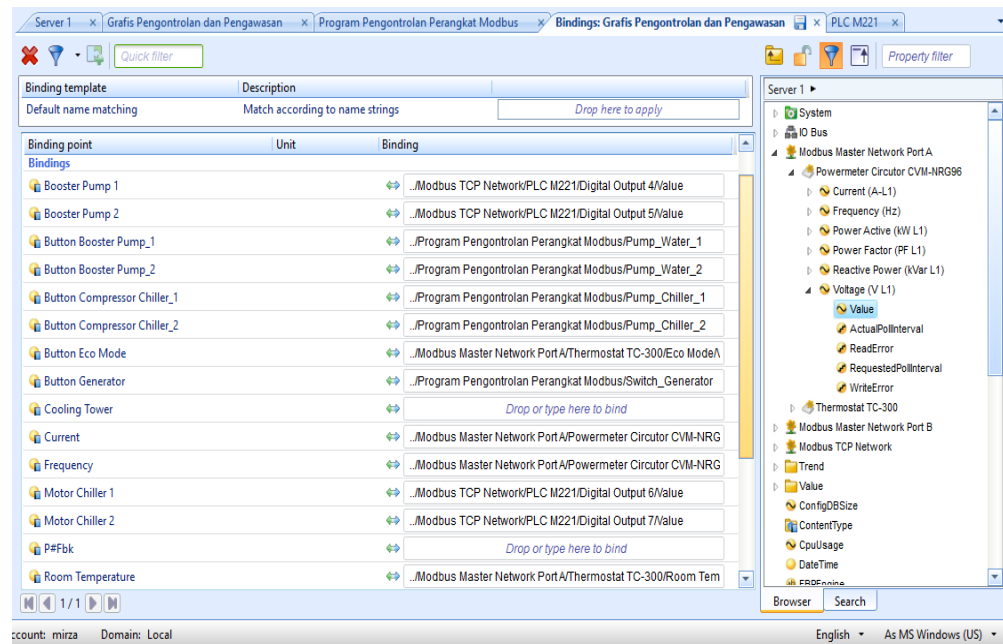 Server 1 × Grafis Pengontrolan dan Pengawasan × Program Pengontrolan Perangkat Modbus × Bindings: Grafis Pengontrolan dan Pengawasan × PLC M221 ×
Quick filter
Property filter
Binding template Description
Default name matching Match according to name strings Drop here to apply
Binding point Unit Binding
Bindings
Booster Pump 1 ../Modbus TCP Network/PLC M221/Digital Output 4/Value
Booster Pump 2 ../Modbus TCP Network/PLC M221/Digital Output 5/Value
Button Booster Pump_1 ../Program Pengontrolan Perangkat Modbus/Pump_Water_1
Button Booster Pump_2 ../Program Pengontrolan Perangkat Modbus/Pump_Water_2
Button Compressor Chiller_1 ../Program Pengontrolan Perangkat Modbus/Pump_Chiller_1
Button Compressor Chiller_2 ../Program Pengontrolan Perangkat Modbus/Pump_Chiller_2
Button Eco Mode ../Modbus Master Network Port A/Thermostat TC-300/Eco Mode/
Button Generator ../Program Pengontrolan Perangkat Modbus/Switch_Generator
Cooling Tower Drop or type here to bind
Current ../Modbus Master Network Port A/Powermeter Circutor CVM-NRG
Frequency ../Modbus Master Network Port A/Powermeter Circutor CVM-NRG
Motor Chiller 1 ../Modbus TCP Network/PLC M221/Digital Output 6/Value
Motor Chiller 2 ../Modbus TCP Network/PLC M221/Digital Output 7/Value
P#Fbk Drop or type here to bind
Room Temperature ../Modbus Master Network Port A/Thermostat TC-300/Room Tem
1 / 1
Server 1
System
IO Bus
Modbus Master Network Port A
Powermeter Circutor CVM-NRG96
Current (A-L1)
Frequency (Hz)
Power Active (kW L1)
Power Factor (PF L1)
Reactive Power (kVar L1)
Voltage (V L1)
Value
ActualPollInterval
ReadError
RequestedPollInterval
WriteError
Thermostat TC-300
Modbus Master Network Port B
Modbus TCP Network
Trend
Value
ConfigDBSize
ContentType
CpuUsage
DateTime
Browser Search
ccount: mirza Domain: Local English As MS Windows (US)